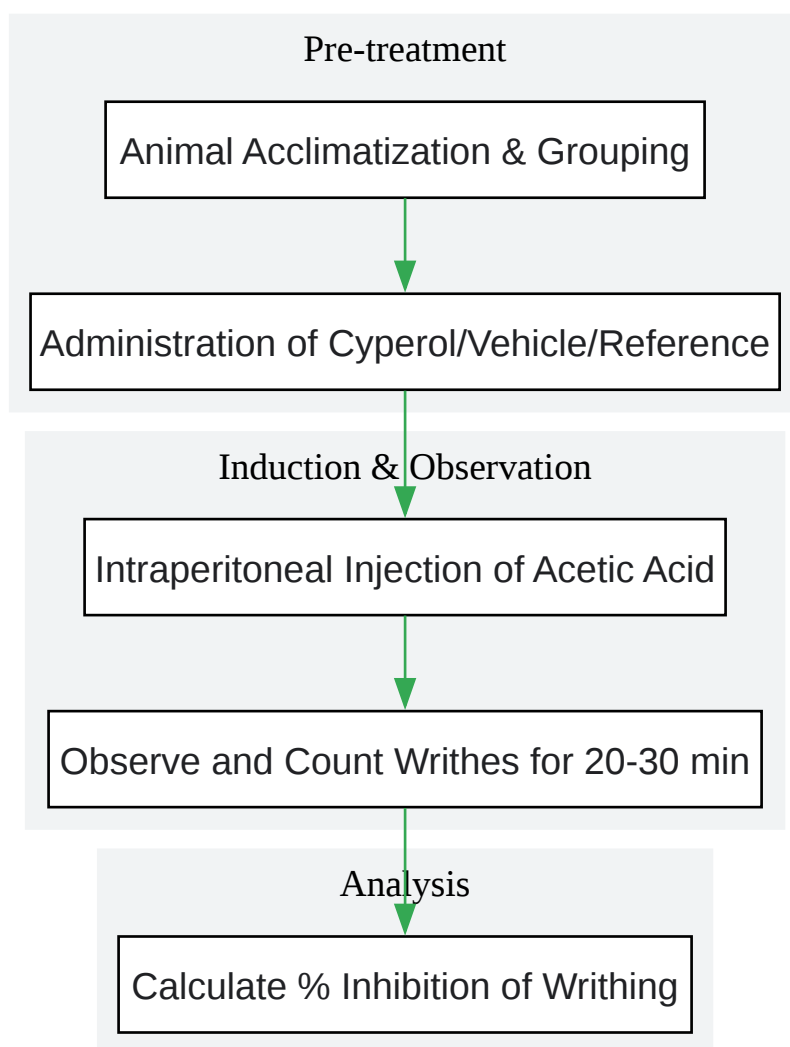 Pre-treatment
Animal Acclimatization & Grouping
Administration of Cyperol/Vehicle/Reference
Induction & Observation
Intraperitoneal Injection of Acetic Acid
Observe and Count Writhes for 20-30 min
Analysis
Calculate % Inhibition of Writhing